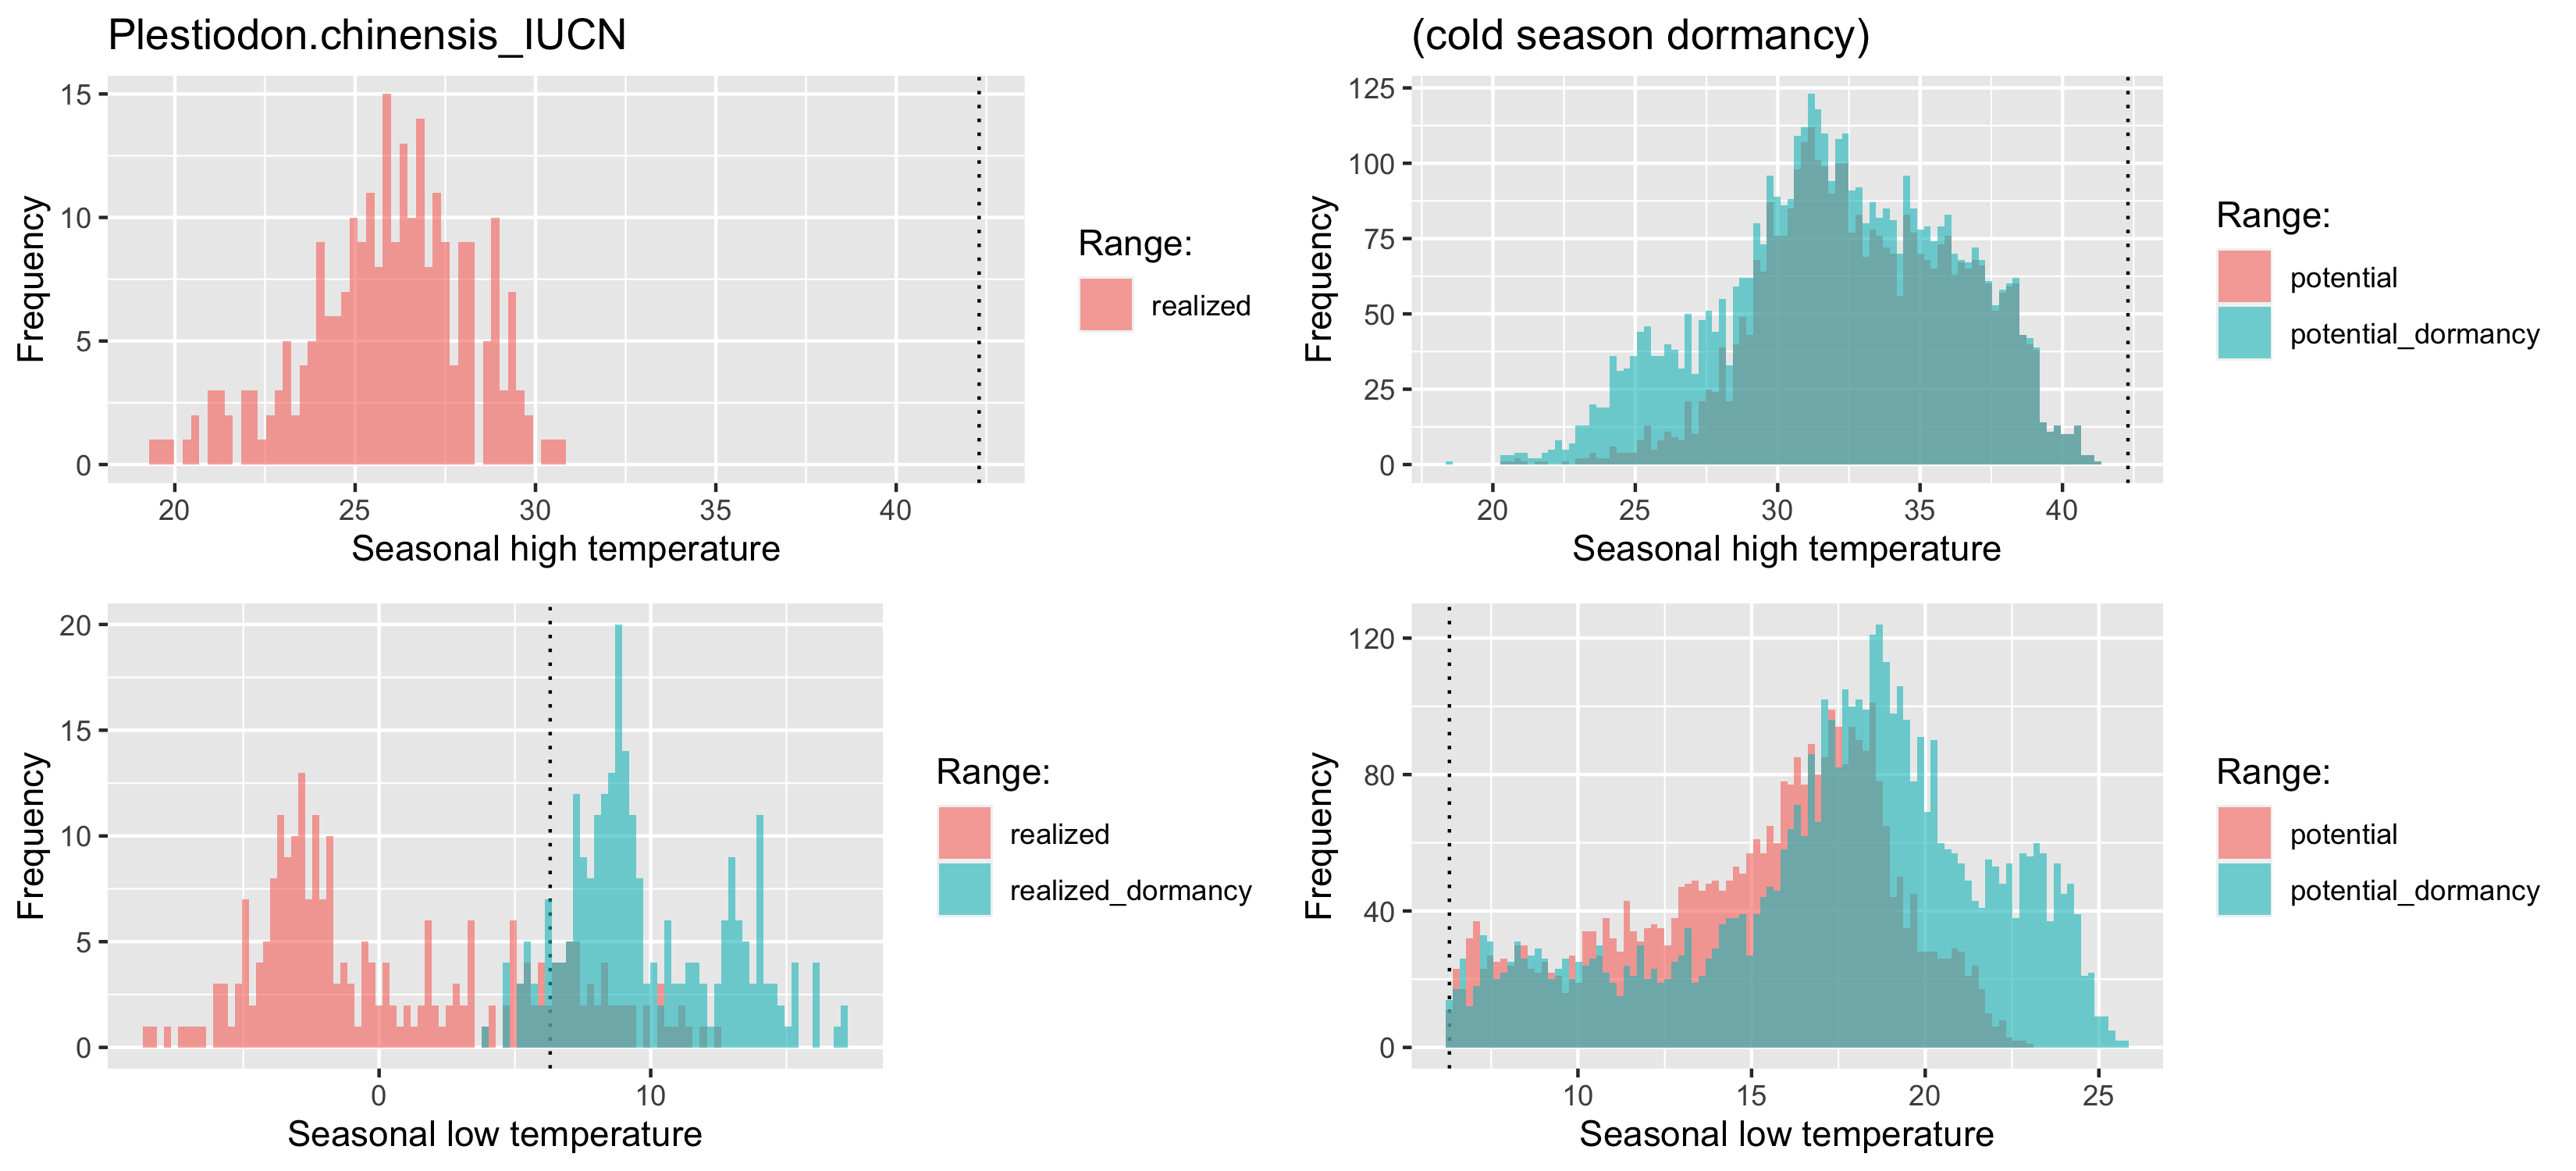 Plestiodon.chinensis_IUCN
Frequency
15
10
5
0
20 25 30 35 40
Seasonal high temperature
Range:
realized
(cold season dormancy)
Frequency
125
100
75
50
25
0
20 25 30 35 40
Seasonal high temperature
Range:
potential
potential_dormancy
Frequency
20
15
10
5
0
0 10
Seasonal low temperature
Range:
realized
realized_dormancy
Frequency
120
80
40
0
10 15 20 25
Seasonal low temperature
Range:
potential
potential_dormancy